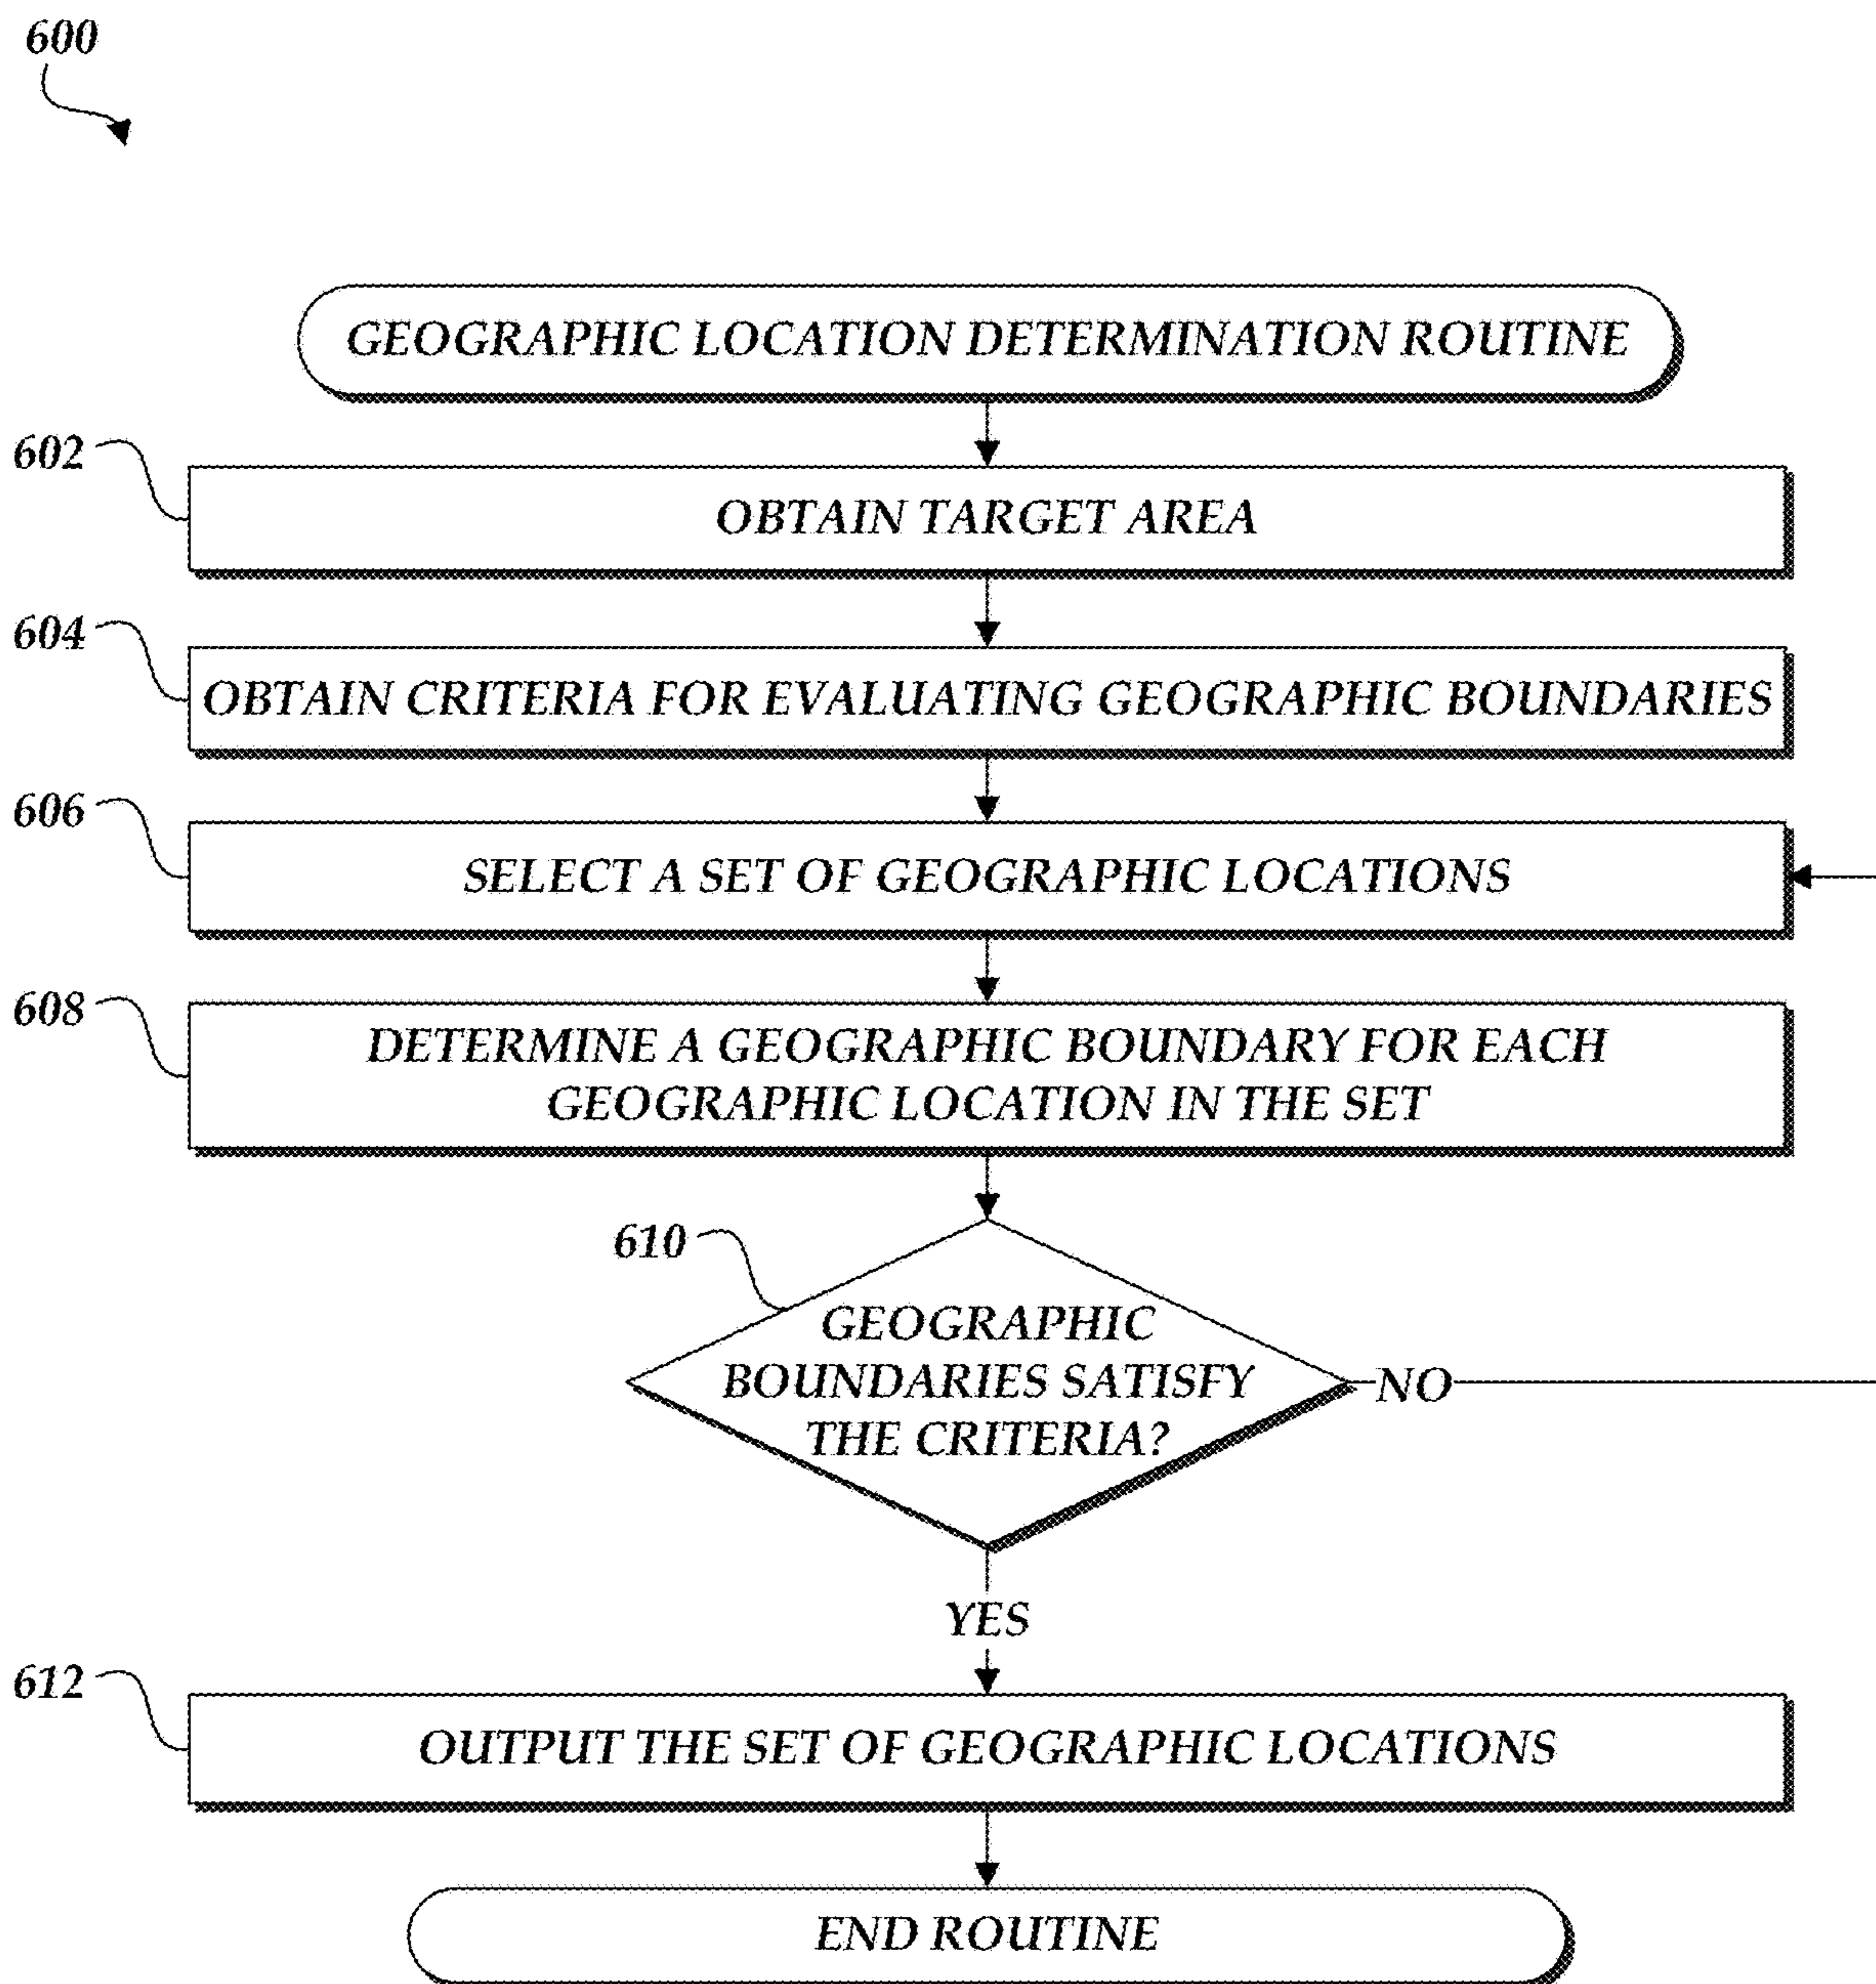 600
GEOGRAPHIC LOCATION DETERMINATION ROUTINE
602
OBTAIN TARGET AREA
604
OBTAIN CRITERIA FOR EVALUATING GEOGRAPHIC BOUNDARIES
606
SELECT A SET OF GEOGRAPHIC LOCATIONS
608
DETERMINE A GEOGRAPHIC BOUNDARY FOR EACH
GEOGRAPHIC LOCATION IN THE SET
610
GEOGRAPHIC
BOUNDARIES SATISFY
THE CRITERIA?
NO
YES
612
OUTPUT THE SET OF GEOGRAPHIC LOCATIONS
END ROUTINE